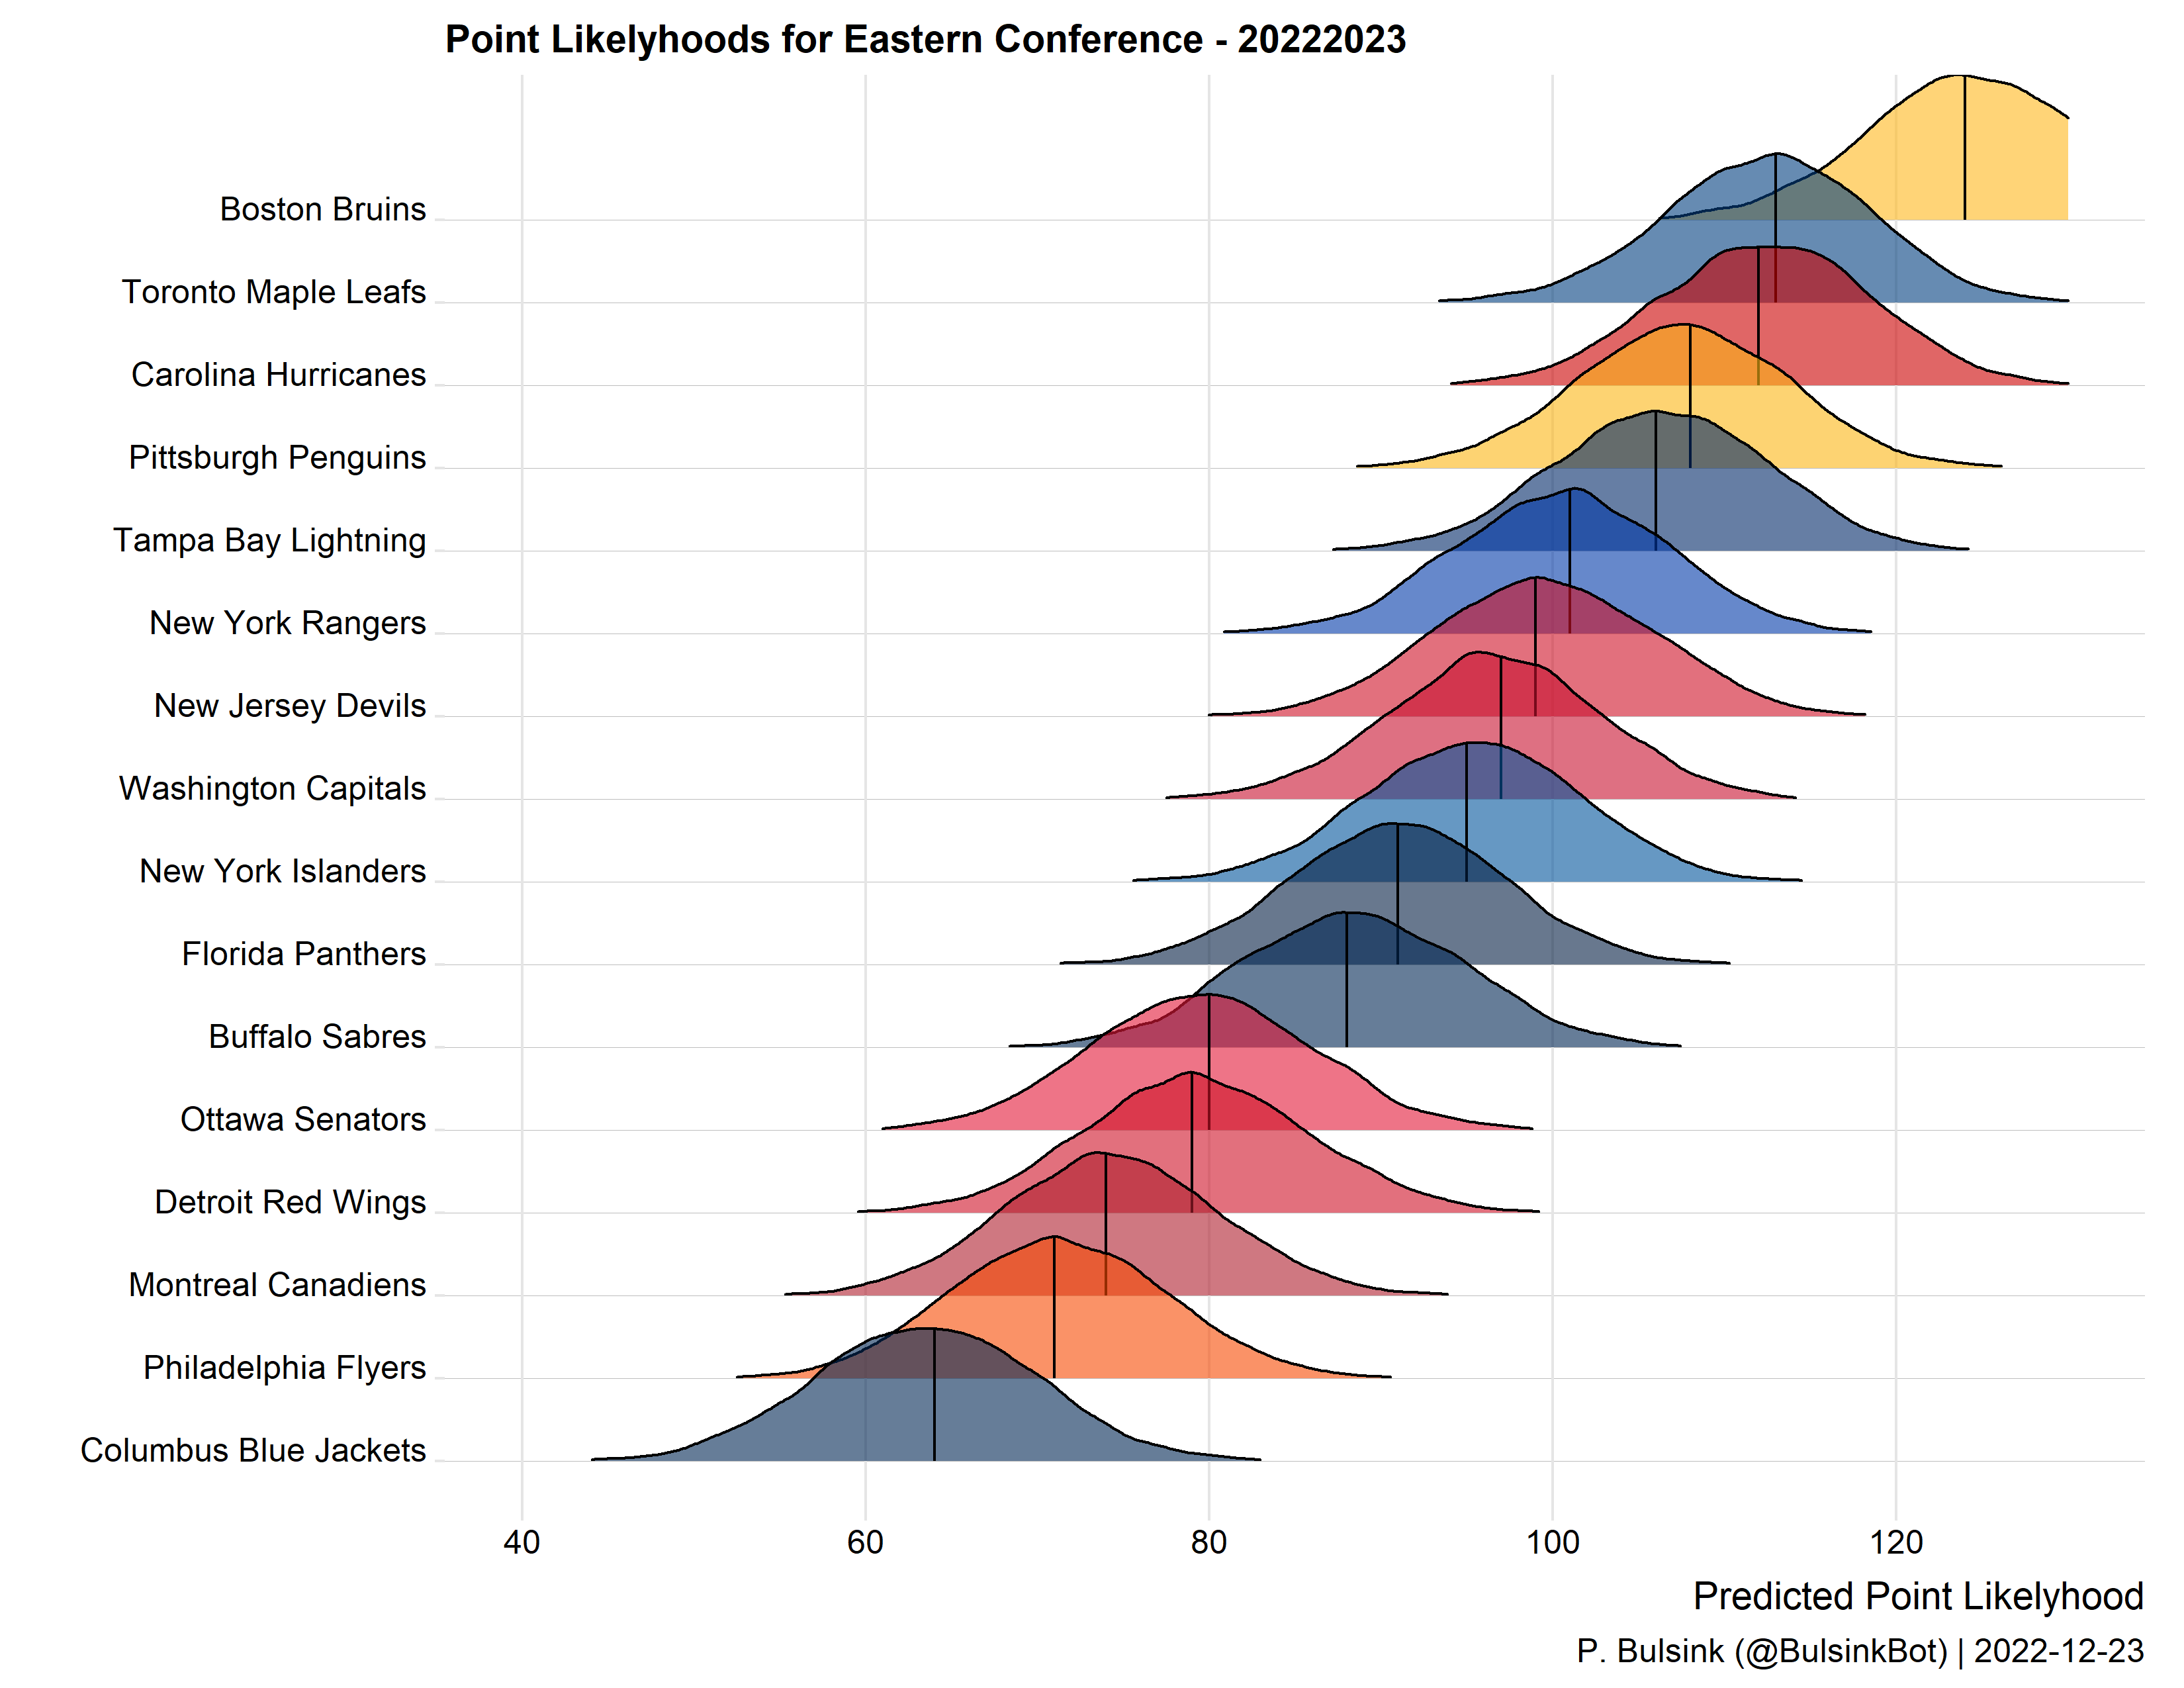 Point Likelyhoods for Eastern Conference - 20222023
Boston Bruins
Toronto Maple Leafs
Carolina Hurricanes
Pittsburgh Penguins
Tampa Bay Lightning
New York Rangers
New Jersey Devils
Washington Capitals
New York Islanders
Florida Panthers
Buffalo Sabres
Ottawa Senators
Detroit Red Wings
Montreal Canadiens
Philadelphia Flyers
Columbus Blue Jackets
40 60 80 100 120
Predicted Point Likelyhood
P. Bulsink (@BulsinkBot) | 2022-12-23